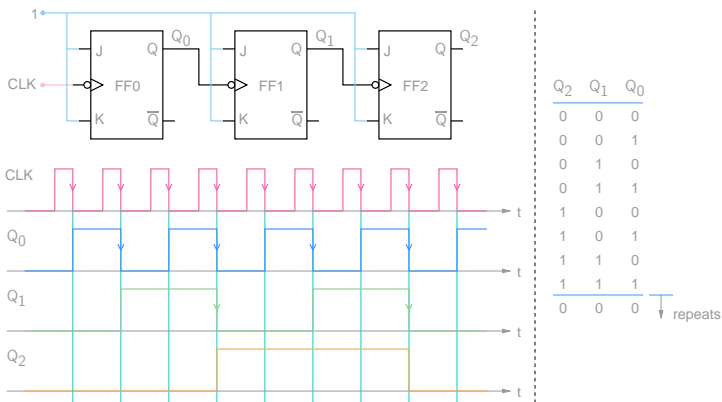 1
J Q Q0 J Q Q1 J Q Q2
CLK FF0 FF1 FF2
K Q̅ K Q̅ K Q̅
CLK
t
Q0
t
Q1
t
Q2
t
Q2 Q1 Q0
0 0 0
0 0 1
0 1 0
0 1 1
1 0 0
1 0 1
1 1 0
1 1 1
0 0 0 repeats